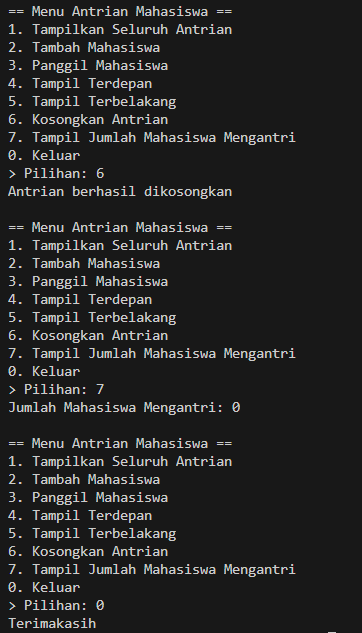 == Menu Antrian Mahasiswa ==
1. Tampilkan Seluruh Antrian
2. Tambah Mahasiswa
3. Panggil Mahasiswa
4. Tampil Terdepan
5. Tampil Terbelakang
6. Kosongkan Antrian
7. Tampil Jumlah Mahasiswa Mengantri
0. Keluar
> Pilihan: 6
Antrian berhasil dikosongkan
== Menu Antrian Mahasiswa ==
1. Tampilkan Seluruh Antrian
2. Tambah Mahasiswa
3. Panggil Mahasiswa
4. Tampil Terdepan
5. Tampil Terbelakang
6. Kosongkan Antrian
7. Tampil Jumlah Mahasiswa Mengantri
0. Keluar
> Pilihan: 7
Jumlah Mahasiswa Mengantri: 0
== Menu Antrian Mahasiswa ==
1. Tampilkan Seluruh Antrian
2. Tambah Mahasiswa
3. Panggil Mahasiswa
4. Tampil Terdepan
5. Tampil Terbelakang
6. Kosongkan Antrian
7. Tampil Jumlah Mahasiswa Mengantri
0. Keluar
> Pilihan: 0
Terimakasih